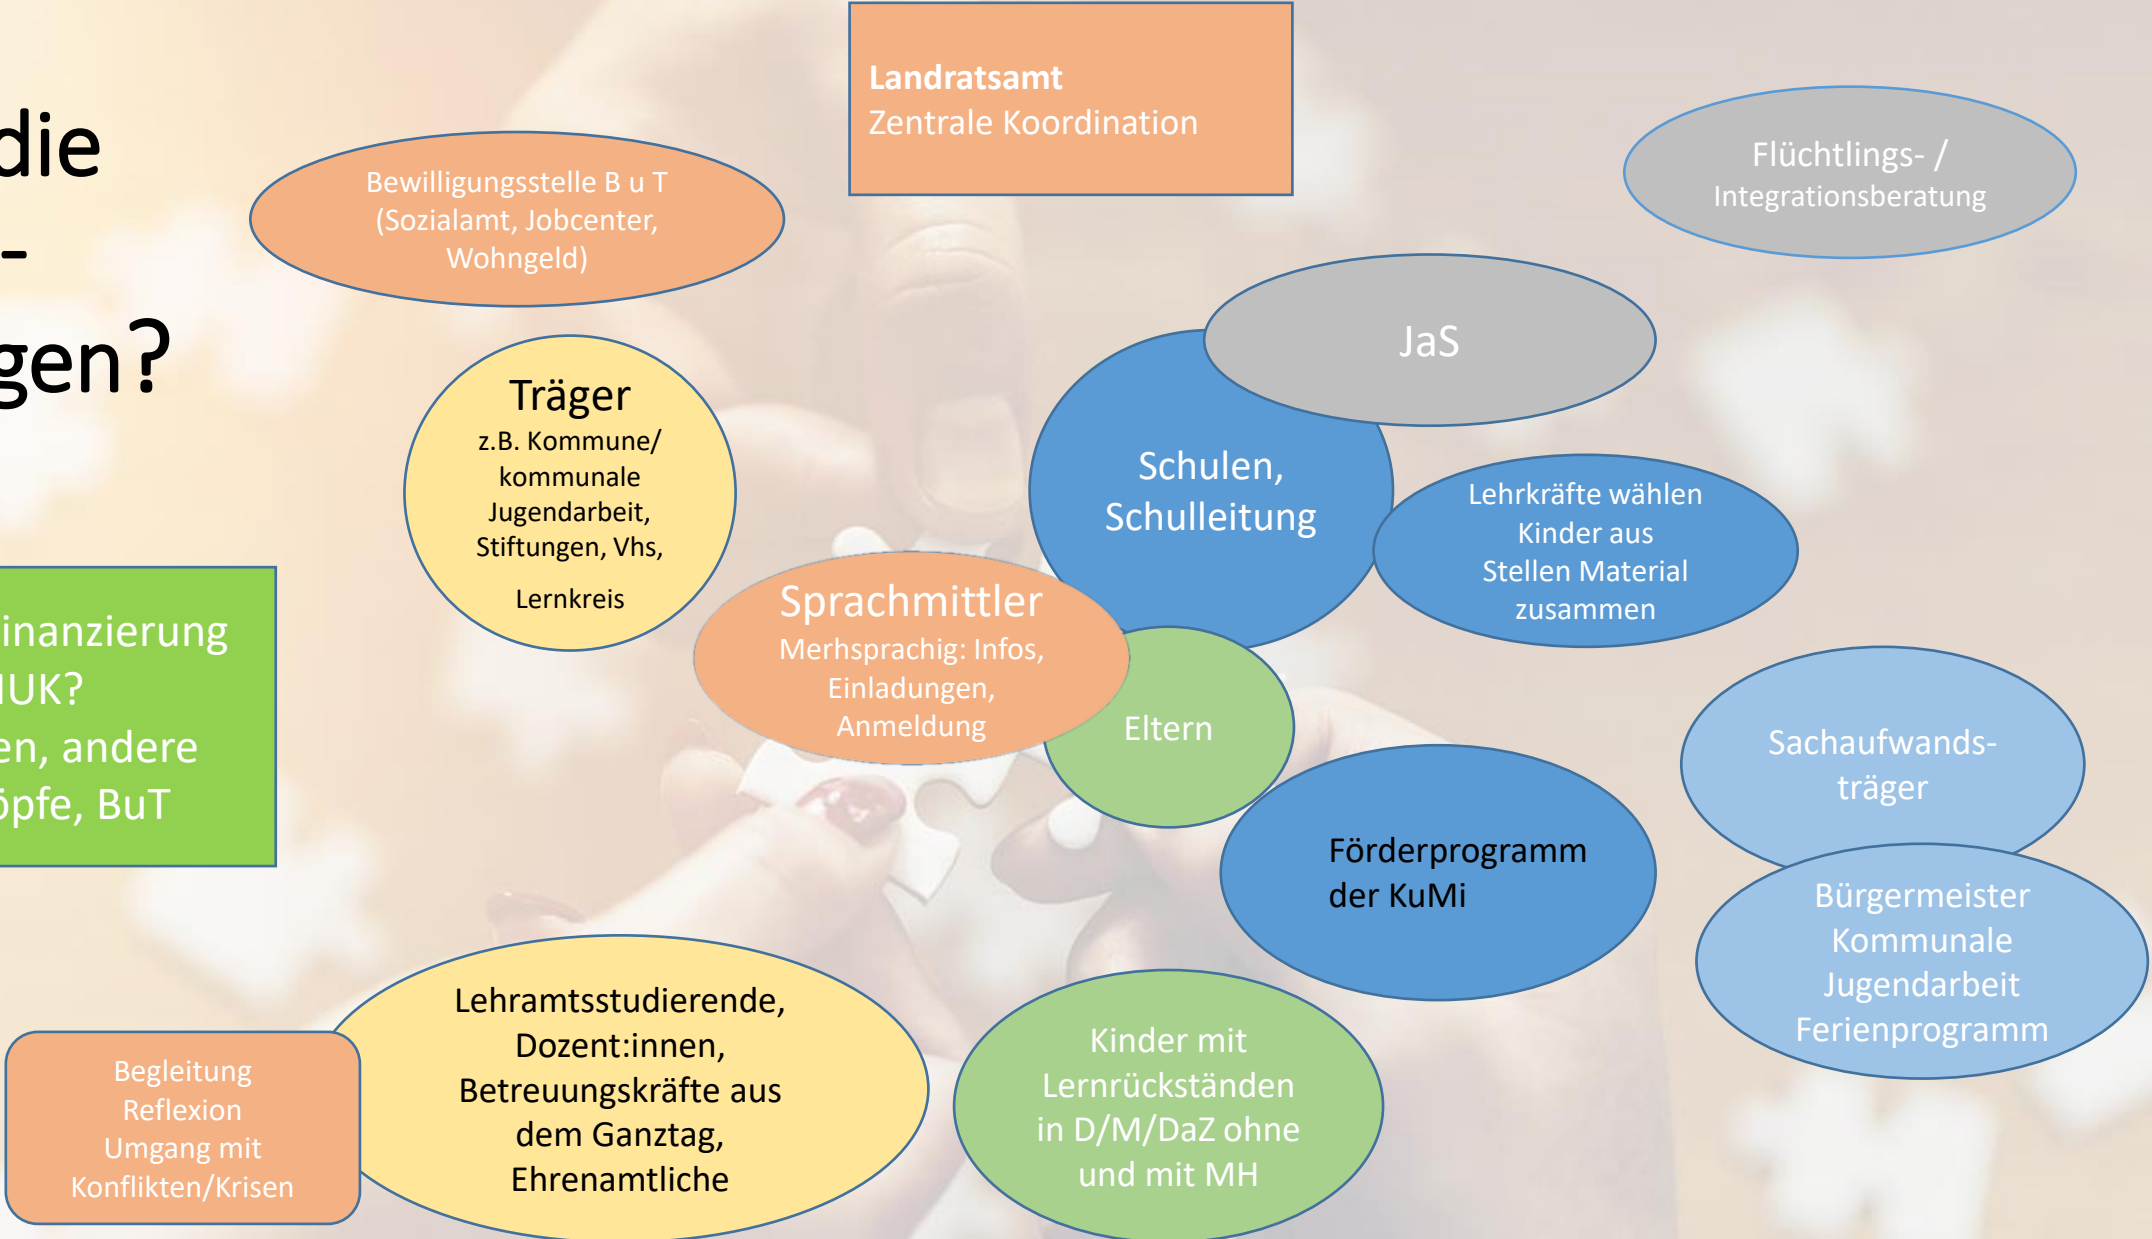 die
-
gen?
Landratsamt
Zentrale Koordination
Bewilligungsstelle B u T
(Sozialamt, Jobcenter,
Wohngeld)
Flüchtlings- /
Integrationsberatung
JaS
Träger
z.B. Kommune/
kommunale
Jugendarbeit,
Stiftungen, Vhs,
Lernkreis
Schulen,
Schulleitung
Lehrkräfte wählen
Kinder aus
Stellen Material
zusammen
Sprachmittler
Merhsprachig: Infos,
Einladungen,
Anmeldung
Eltern
inanzierung
UK?
en, andere
öpfe, BuT
Sachaufwands-
träger
Förderprogramm
der KuMi
Bürgermeister
Kommunale
Jugendarbeit
Ferienprogramm
Lehramtsstudierende,
Dozent:innen,
Betreuungskräfte aus
dem Ganztag,
Ehrenamtliche
Kinder mit
Lernrückständen
in D/M/DaZ ohne
und mit MH
Begleitung
Reflexion
Umgang mit
Konflikten/Krisen